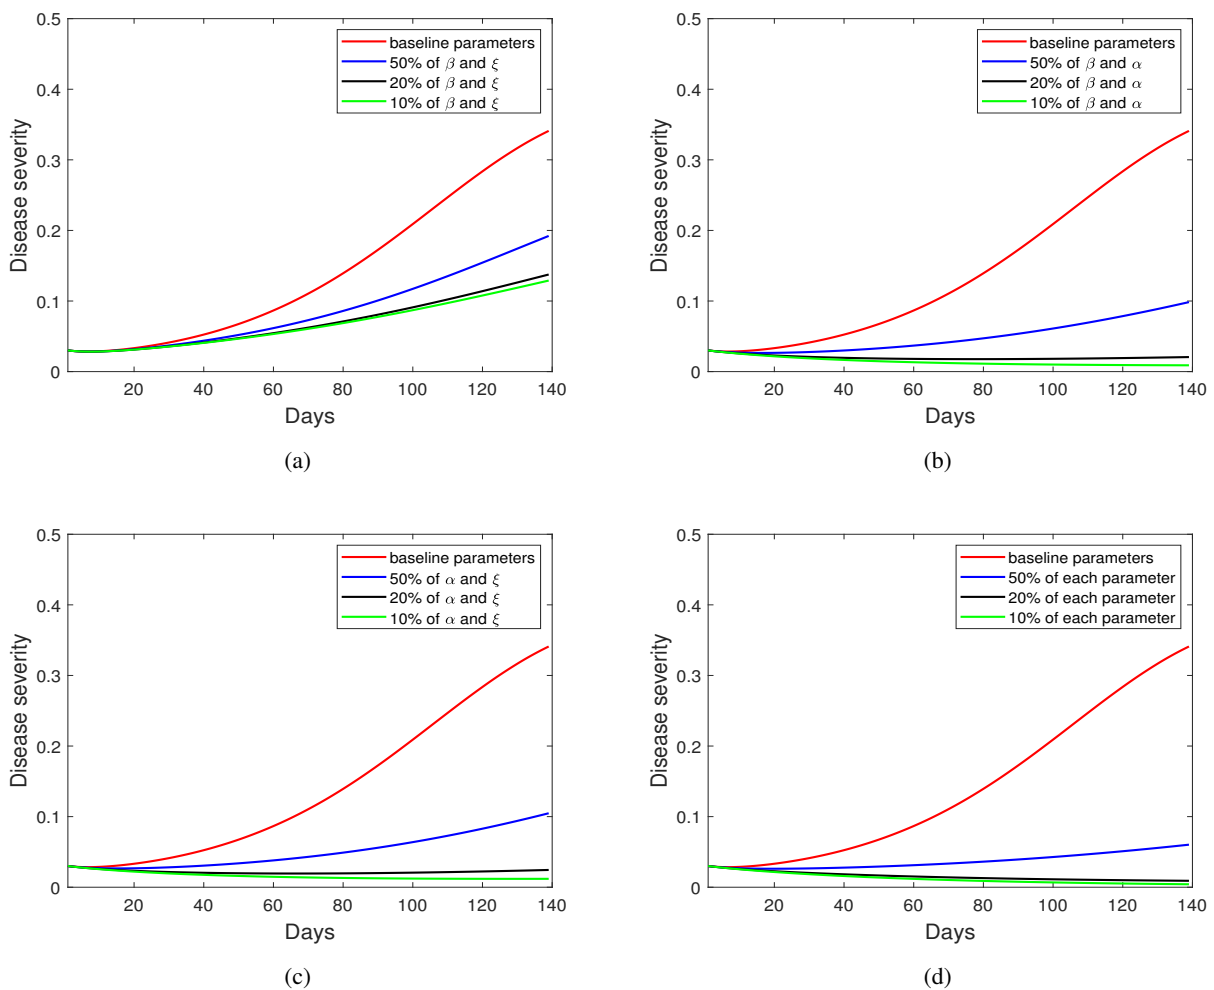 0.5
0.4
0.3
0.2
0.1
0
Disease severity
baseline parameters
50% of β and ξ
20% of β and ξ
10% of β and ξ
20 40 60 80 100 120 140
Days
(a)
0.5
0.4
0.3
0.2
0.1
0
Disease severity
baseline parameters
50% of β and α
20% of β and α
10% of β and α
20 40 60 80 100 120 140
Days
(b)
0.5
0.4
0.3
0.2
0.1
0
Disease severity
baseline parameters
50% of α and ξ
20% of α and ξ
10% of α and ξ
20 40 60 80 100 120 140
Days
(c)
0.5
0.4
0.3
0.2
0.1
0
Disease severity
baseline parameters
50% of each parameter
20% of each parameter
10% of each parameter
20 40 60 80 100 120 140
Days
(d)